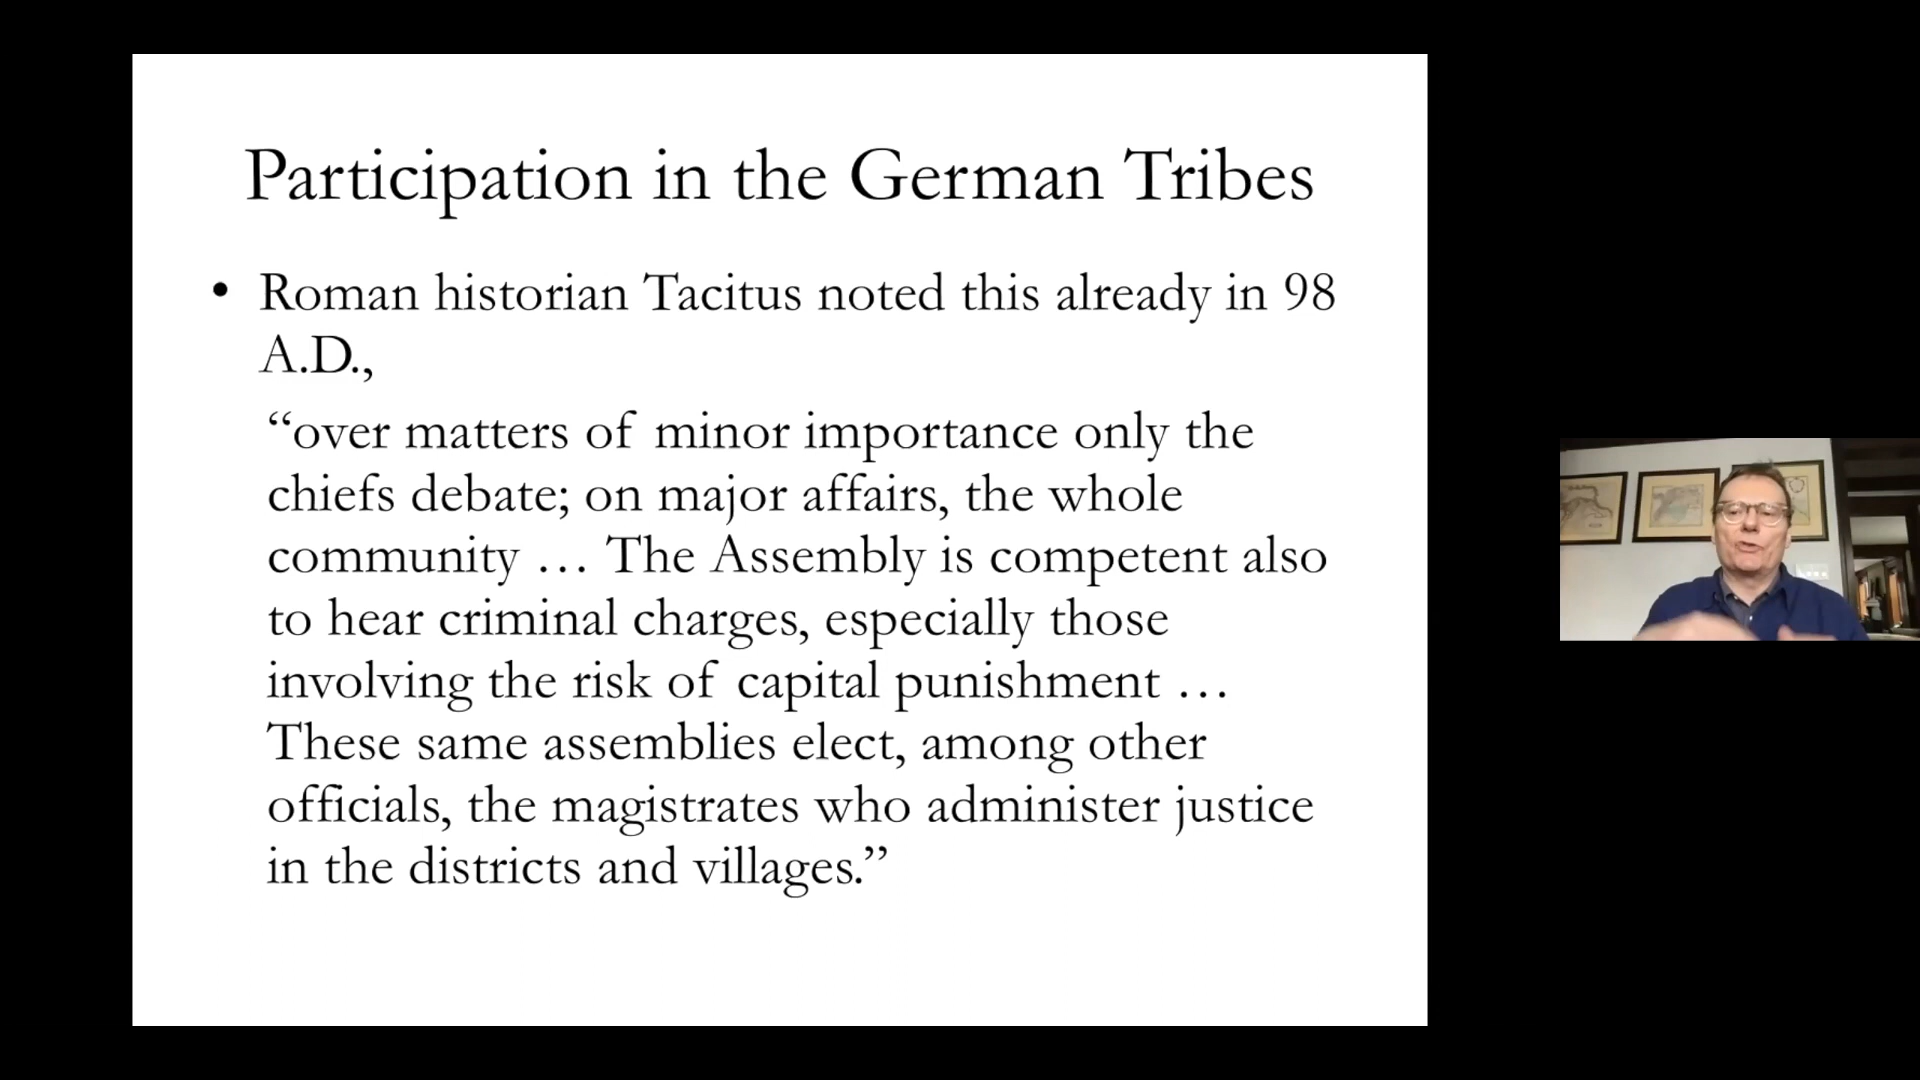 Participation in the German Tribes
• Roman historian Tacitus noted this already in 98
A.D.,
“over matters of minor importance only the
chiefs debate; on major affairs, the whole
community … The Assembly is competent also
to hear criminal charges, especially those
involving the risk of capital punishment …
These same assemblies elect, among other
officials, the magistrates who administer justice
in the districts and villages.”